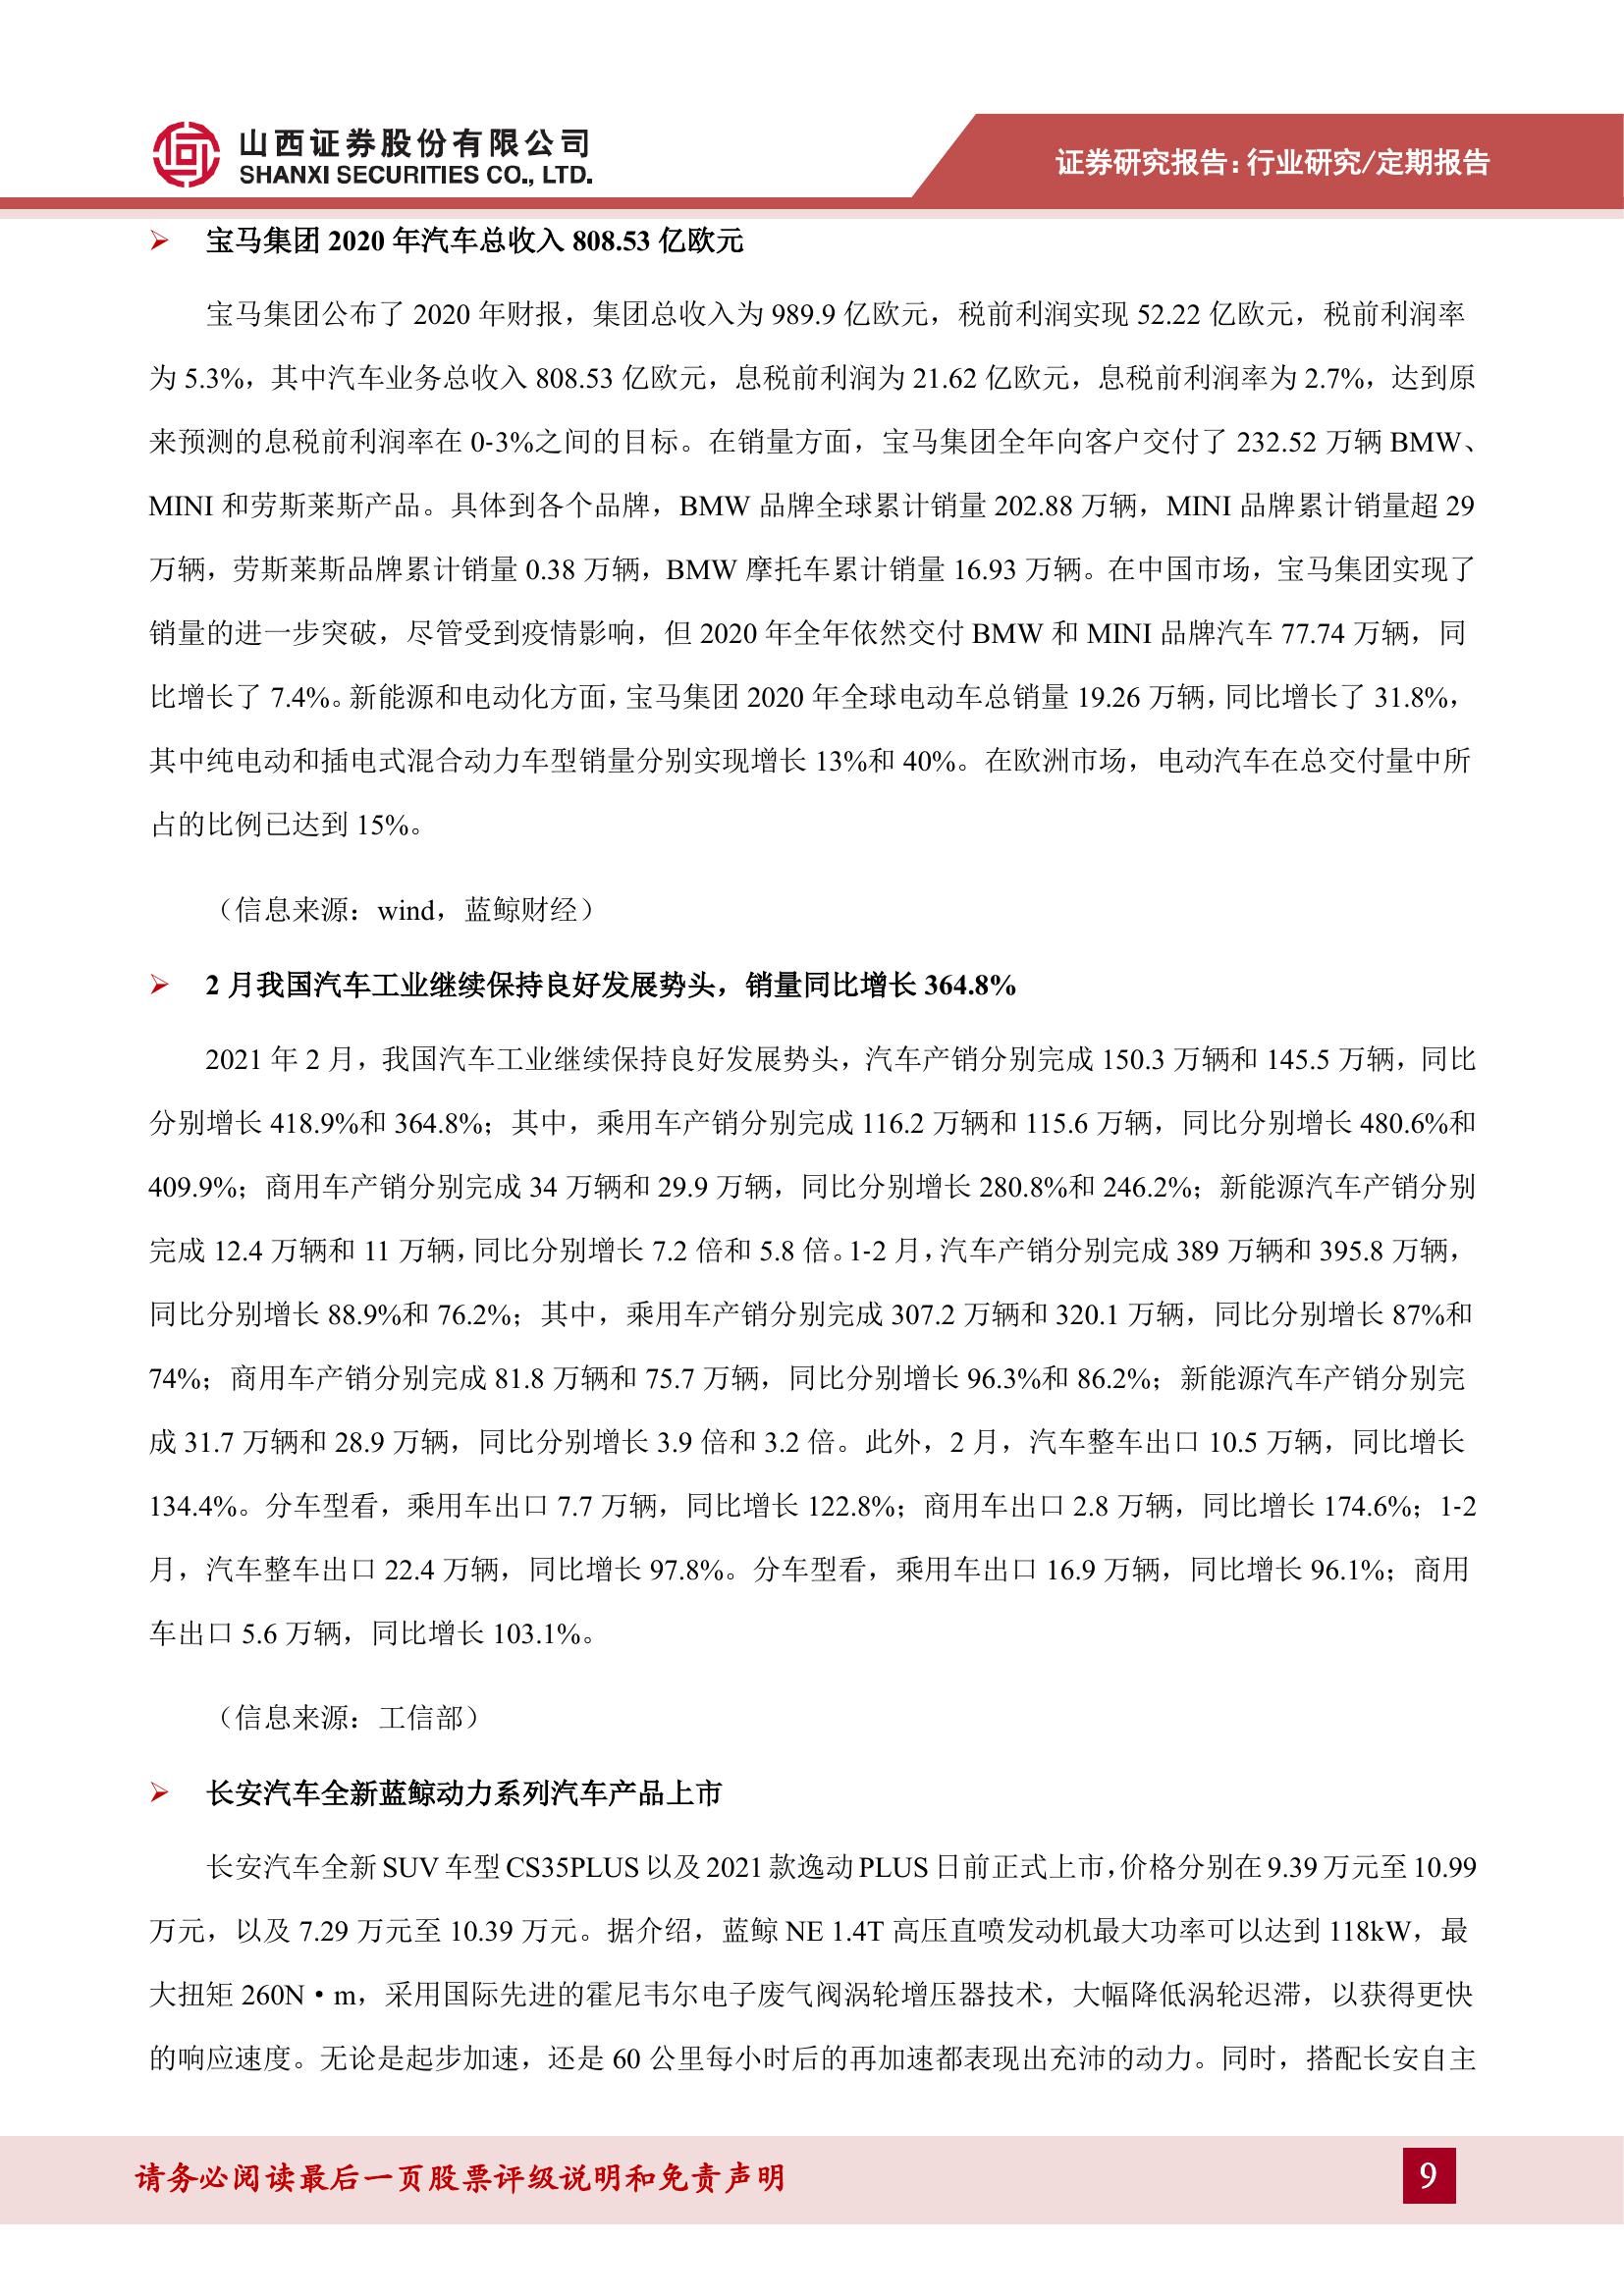 山西证券股份有限公司
SHANXI SECURITIES CO., LTD.
证券研究报告:行业研究/定期报告
➢ 宝马集团 2020 年汽车总收入 808.53 亿欧元
宝马集团公布了 2020 年财报，集团总收入为 989.9 亿欧元，税前利润实现 52.22 亿欧元，税前利润率
为 5.3%，其中汽车业务总收入 808.53 亿欧元，息税前利润为 21.62 亿欧元，息税前利润率为 2.7%，达到原
来预测的息税前利润率在 0-3%之间的目标。在销量方面，宝马集团全年向客户交付了 232.52 万辆 BMW、
MINI 和劳斯莱斯产品。具体到各个品牌，BMW 品牌全球累计销量 202.88 万辆，MINI 品牌累计销量超 29
万辆，劳斯莱斯品牌累计销量 0.38 万辆，BMW 摩托车累计销量 16.93 万辆。在中国市场，宝马集团实现了
销量的进一步突破，尽管受到疫情影响，但 2020 年全年依然交付 BMW 和 MINI 品牌汽车 77.74 万辆，同
比增长了 7.4%。新能源和电动化方面，宝马集团 2020 年全球电动车总销量 19.26 万辆，同比增长了 31.8%，
其中纯电动和插电式混合动力车型销量分别实现增长 13%和 40%。在欧洲市场，电动汽车在总交付量中所
占的比例已达到 15%。
（信息来源：wind，蓝鲸财经）
➢ 2 月我国汽车工业继续保持良好发展势头，销量同比增长 364.8%
2021 年 2 月，我国汽车工业继续保持良好发展势头，汽车产销分别完成 150.3 万辆和 145.5 万辆，同比
分别增长 418.9%和 364.8%；其中，乘用车产销分别完成 116.2 万辆和 115.6 万辆，同比分别增长 480.6%和
409.9%；商用车产销分别完成 34 万辆和 29.9 万辆，同比分别增长 280.8%和 246.2%；新能源汽车产销分别
完成 12.4 万辆和 11 万辆，同比分别增长 7.2 倍和 5.8 倍。1-2 月，汽车产销分别完成 389 万辆和 395.8 万辆，
同比分别增长 88.9%和 76.2%；其中，乘用车产销分别完成 307.2 万辆和 320.1 万辆，同比分别增长 87%和
74%；商用车产销分别完成 81.8 万辆和 75.7 万辆，同比分别增长 96.3%和 86.2%；新能源汽车产销分别完
成 31.7 万辆和 28.9 万辆，同比分别增长 3.9 倍和 3.2 倍。此外，2 月，汽车整车出口 10.5 万辆，同比增长
134.4%。分车型看，乘用车出口 7.7 万辆，同比增长 122.8%；商用车出口 2.8 万辆，同比增长 174.6%；1-2
月，汽车整车出口 22.4 万辆，同比增长 97.8%。分车型看，乘用车出口 16.9 万辆，同比增长 96.1%；商用
车出口 5.6 万辆，同比增长 103.1%。
（信息来源：工信部）
➢ 长安汽车全新蓝鲸动力系列汽车产品上市
长安汽车全新 SUV 车型 CS35PLUS 以及 2021 款逸动 PLUS 日前正式上市，价格分别在 9.39 万元至 10.99
万元，以及 7.29 万元至 10.39 万元。据介绍，蓝鲸 NE 1.4T 高压直喷发动机最大功率可以达到 118kW，最
大扭矩 260N·m，采用国际先进的霍尼韦尔电子废气阀涡轮增压器技术，大幅降低涡轮迟滞，以获得更快
的响应速度。无论是起步加速，还是 60 公里每小时后的再加速都表现出充沛的动力。同时，搭配长安自主
请务必阅读最后一页股票评级说明和免责声明
9